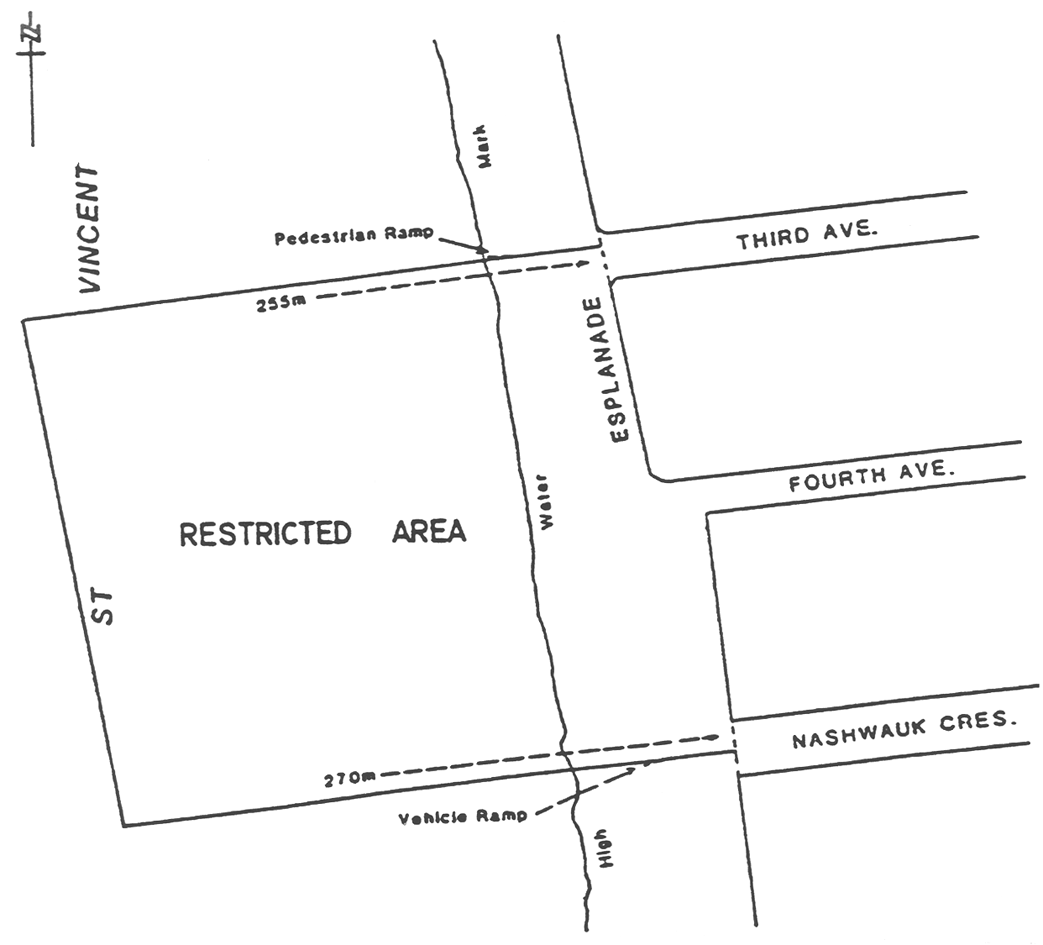 N
VINCENT
ST
Mark
Pedestrian Ramp
THIRD AVE.
255m
ESPLANADE
FOURTH AVE.
Water
RESTRICTED AREA
NASHWAUK CRES.
270m
Vehicle Ramp
High